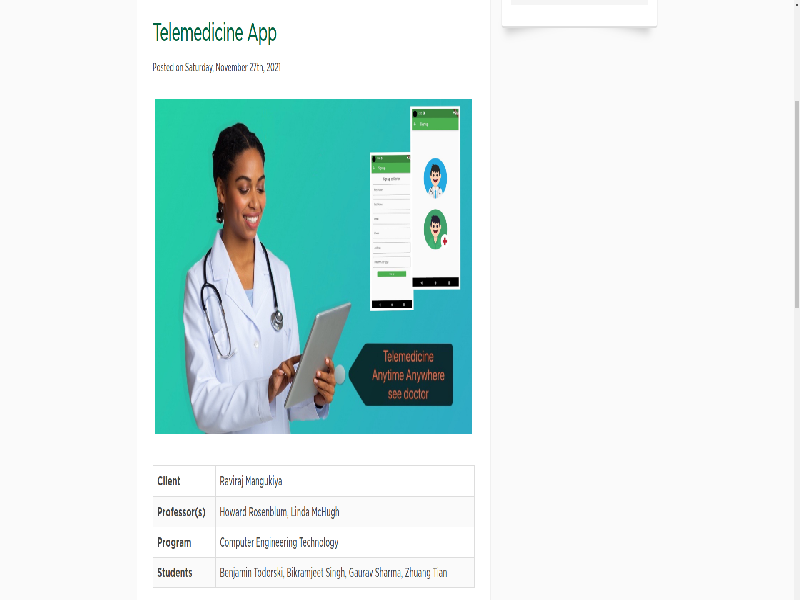 Telemedicine App
Posted on Saturday, November 27th, 2021
Telemedicine
Anytime Anywhere
see doctor
Client Raviraj Mangukiya
Professor(s) Howard Rosenblum, Linda McHugh
Program Computer Engineering Technology
Students Benjamin Todorski, Bikramjeet Singh, Gaurav Sharma, Zhuang Tian